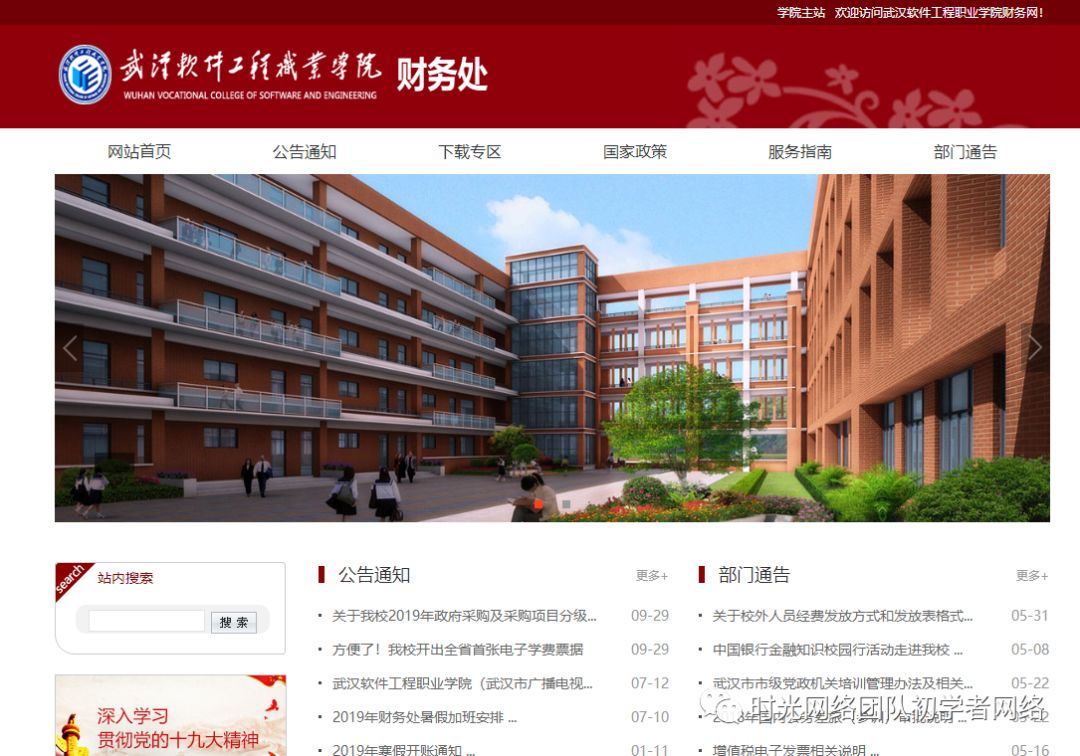 学院主站 欢迎访问武汉软件工程职业学院财务网！
武汉软件工程职业学院 财务处
WUHAN VOCATIONAL COLLEGE OF SOFTWARE AND ENGINEERING
网站首页 公告通知 下载专区 国家政策 服务指南 部门通告
search 站内搜索
搜 索
深入学习
贯彻党的十九大精神
公告通知 更多+
关于我校2019年政府采购及采购项目分级... 09-29
方便了！我校开出全省首张电子学费票据 09-29
武汉软件工程职业学院（武汉市广播电视... 07-12
2019年财务处暑假加班安排 ... 07-10
2019年寒假开账通知 ... 01-11
部门通告 更多+
关于校外人员经费发放方式和发放表格式... 05-31
中国银行金融知识校园行活动走进我校 ... 05-08
武汉市市级党政机关培训管理办法及相关... 05-22
增值税电子发票相关说明 ... 05-16
时光网络团队初学者网络